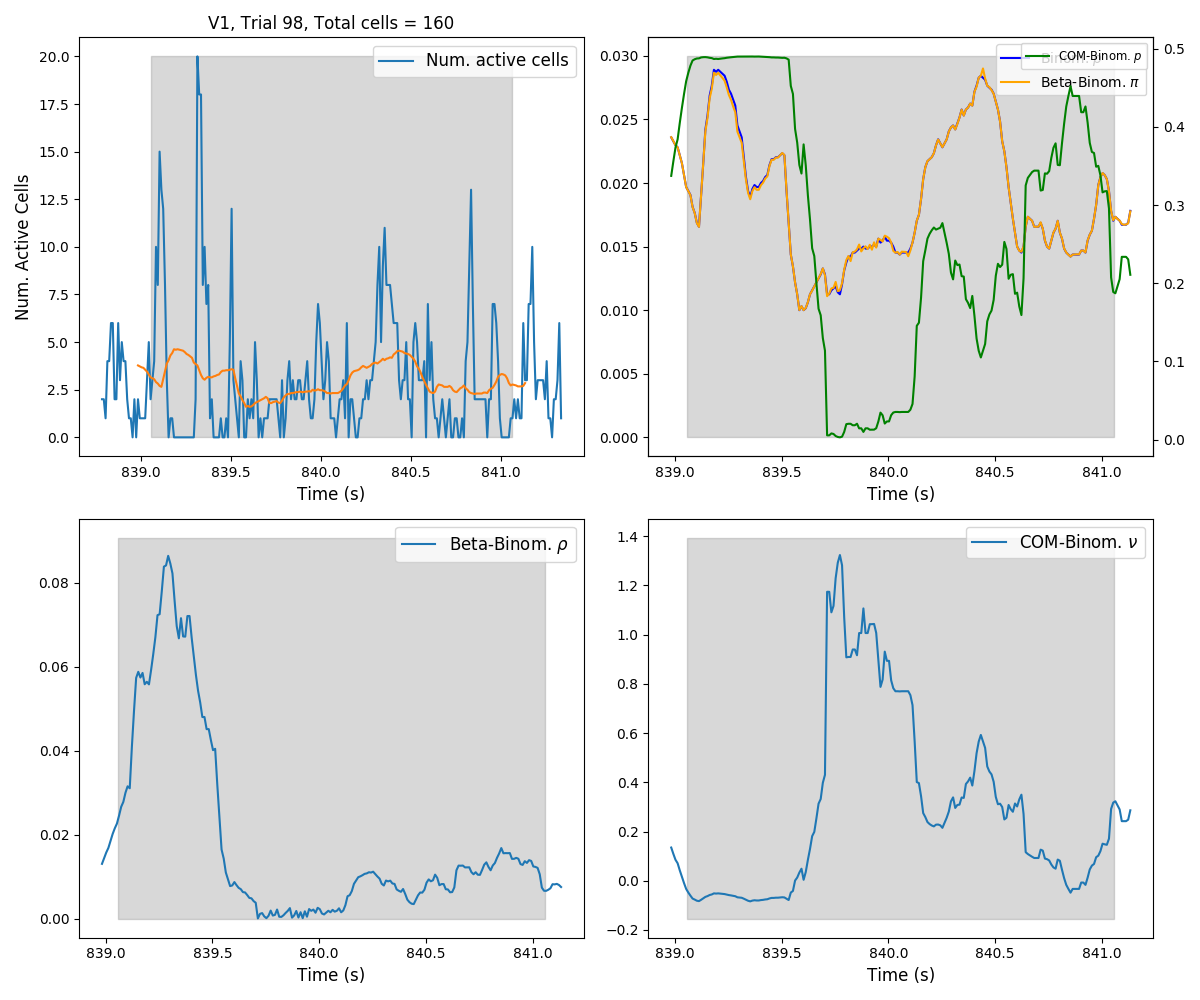 V1, Trial 98, Total cells = 160
Num. active cells
20.0
17.5
15.0
12.5
10.0
7.5
5.0
2.5
0.0
Num. Active Cells
839.0 839.5 840.0 840.5 841.0
Time (s)
COM-Binom. p
Beta-Binom. π
0.030
0.025
0.020
0.015
0.010
0.005
0.000
0.5
0.4
0.3
0.2
0.1
0.0
839.0 839.5 840.0 840.5 841.0
Time (s)
Beta-Binom. ρ
0.08
0.06
0.04
0.02
0.00
839.0 839.5 840.0 840.5 841.0
Time (s)
COM-Binom. ν
1.4
1.2
1.0
0.8
0.6
0.4
0.2
0.0
−0.2
839.0 839.5 840.0 840.5 841.0
Time (s)